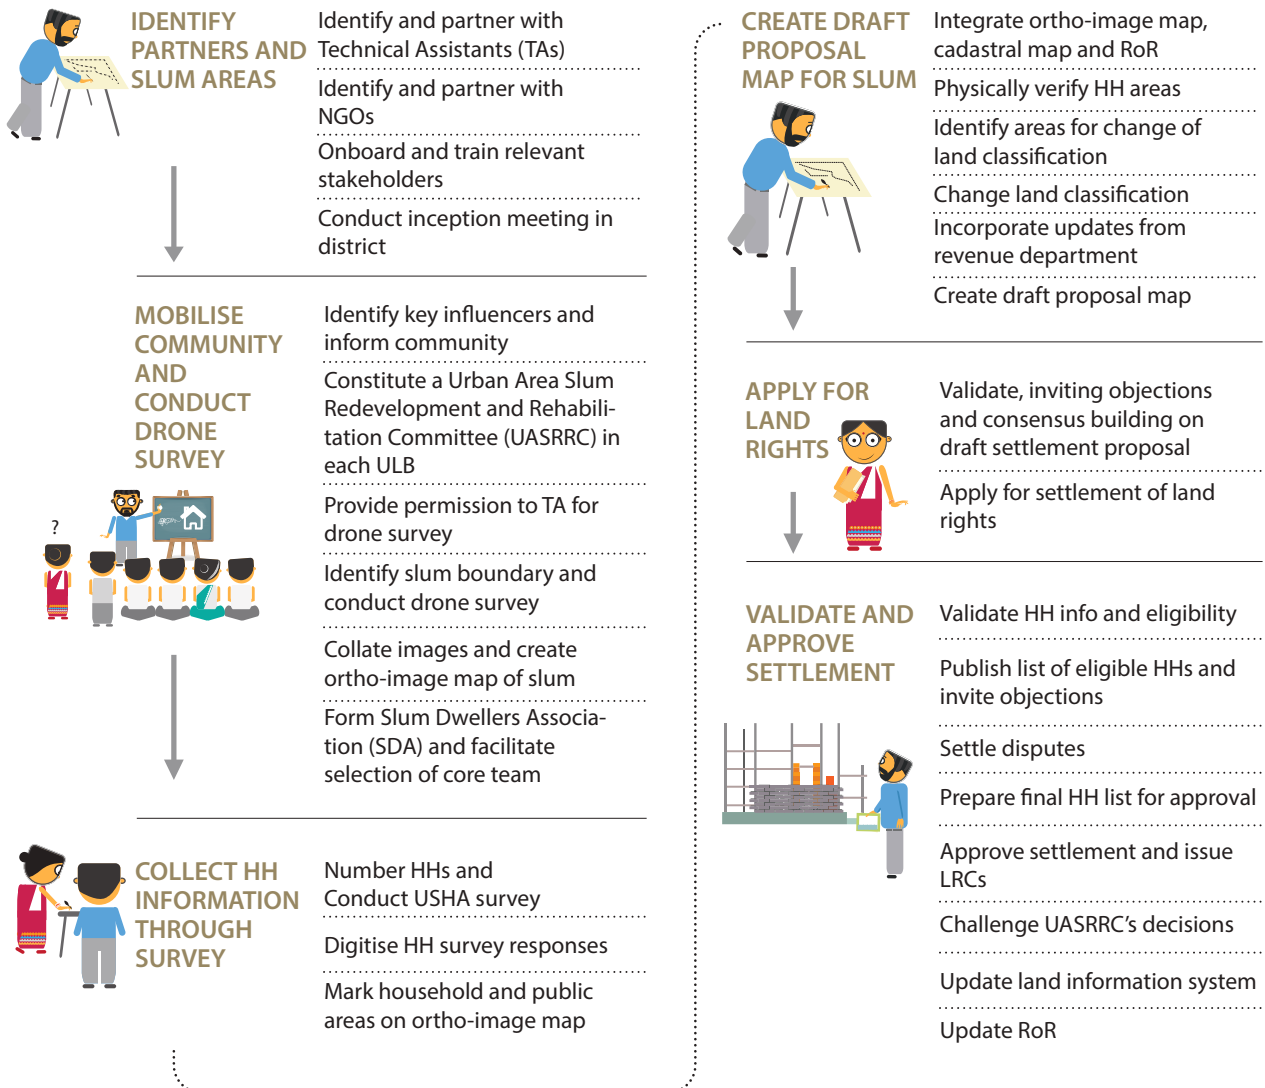 IDENTIFY
PARTNERS AND
SLUM AREAS
Identify and partner with
Technical Assistants (TAs)
Identify and partner with
NGOs
Onboard and train relevant
stakeholders
Conduct inception meeting in
district
MOBILISE
COMMUNITY
AND
CONDUCT
DRONE
SURVEY
?
Identify key influencers and
inform community
Constitute a Urban Area Slum
Redevelopment and Rehabili-
tation Committee (UASRRC) in
each ULB
Provide permission to TA for
drone survey
Identify slum boundary and
conduct drone survey
Collate images and create
ortho-image map of slum
Form Slum Dwellers Associa-
tion (SDA) and facilitate
selection of core team
COLLECT HH
INFORMATION
THROUGH
SURVEY
Number HHs and
Conduct USHA survey
Digitise HH survey responses
Mark household and public
areas on ortho-image map
CREATE DRAFT
PROPOSAL
MAP FOR SLUM
Integrate ortho-image map,
cadastral map and RoR
Physically verify HH areas
Identify areas for change of
land classification
Change land classification
Incorporate updates from
revenue department
Create draft proposal map
APPLY FOR
LAND
RIGHTS
Validate, inviting objections
and consensus building on
draft settlement proposal
Apply for settlement of land
rights
VALIDATE AND
APPROVE
SETTLEMENT
Validate HH info and eligibility
Publish list of eligible HHs and
invite objections
Settle disputes
Prepare final HH list for approval
Approve settlement and issue
LRCs
Challenge UASRRC's decisions
Update land information system
Update RoR